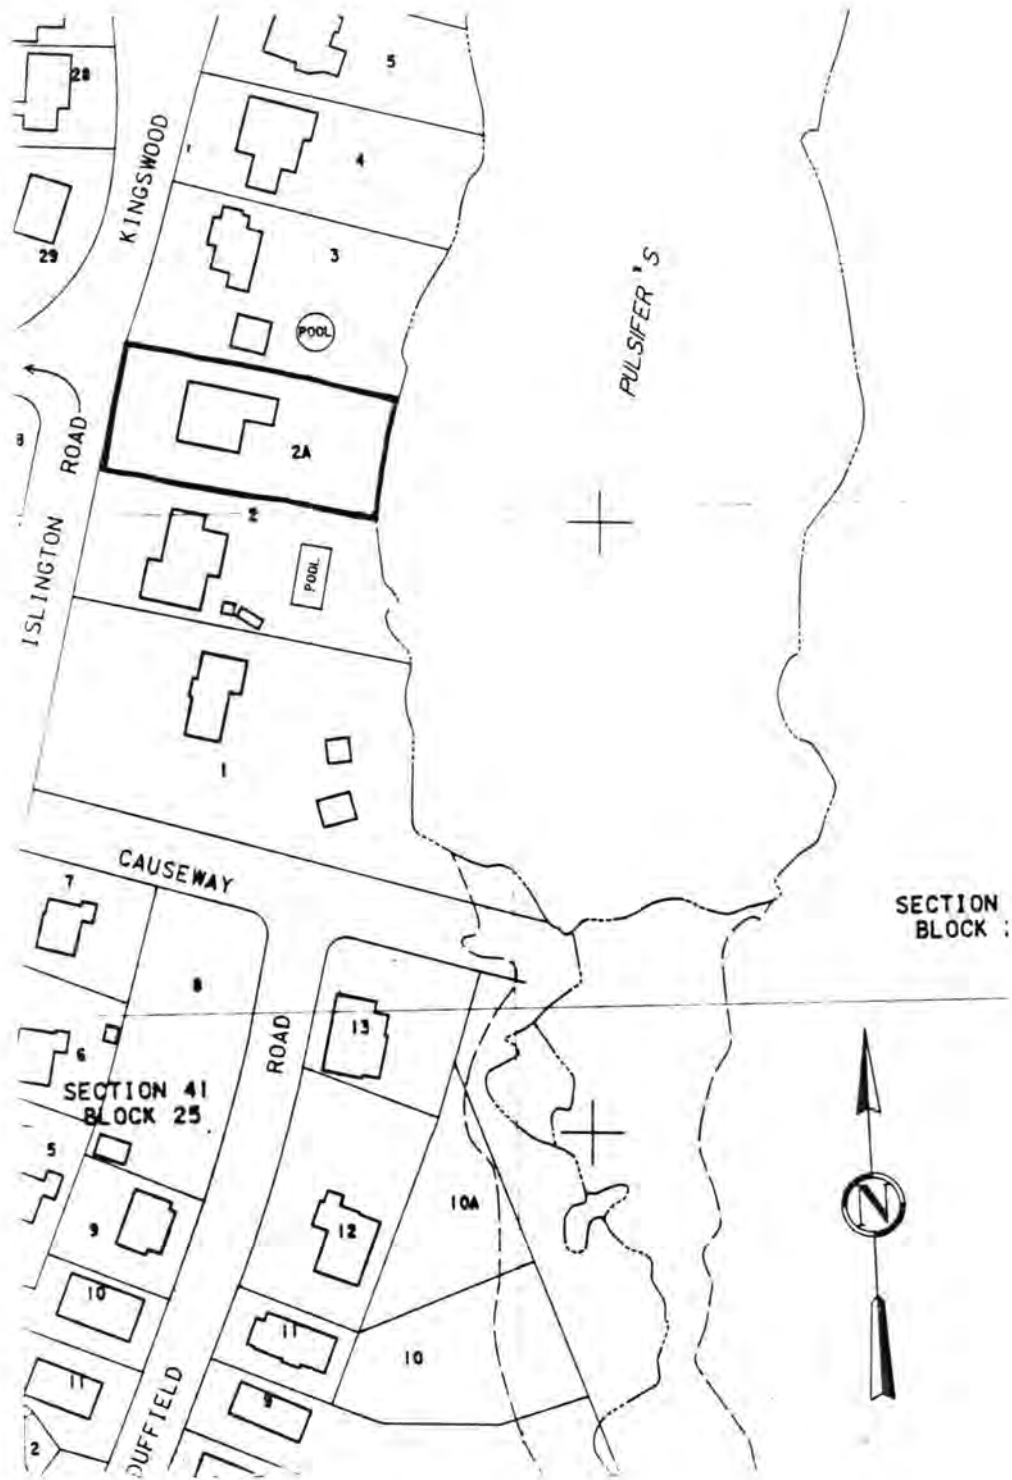 28
5
KINGSWOOD
4
29
3
PULSIFER'S
POOL
ROAD
8
2A
2
ISLINGTON
POOL
1
CAUSEWAY
7
SECTION
BLOCK
8
ROAD
13
6
SECTION 41
BLOCK 25
5
10A
N
9
12
10
11
10
11
9
DUFFIELD
2